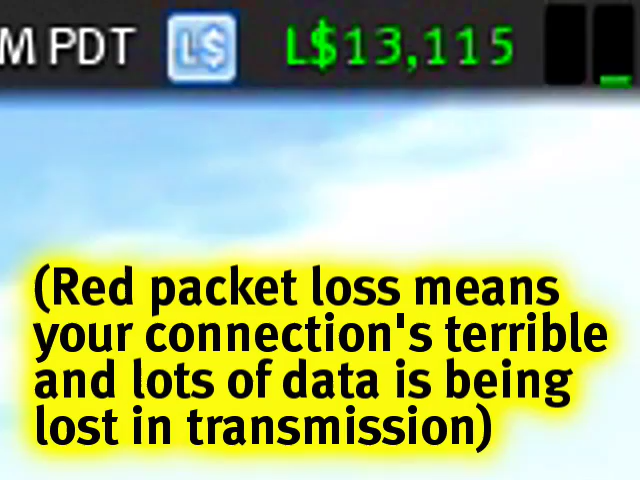 M PDT L$ L$13,115
(Red packet loss means
your connection's terrible
and lots of data is being
lost in transmission)